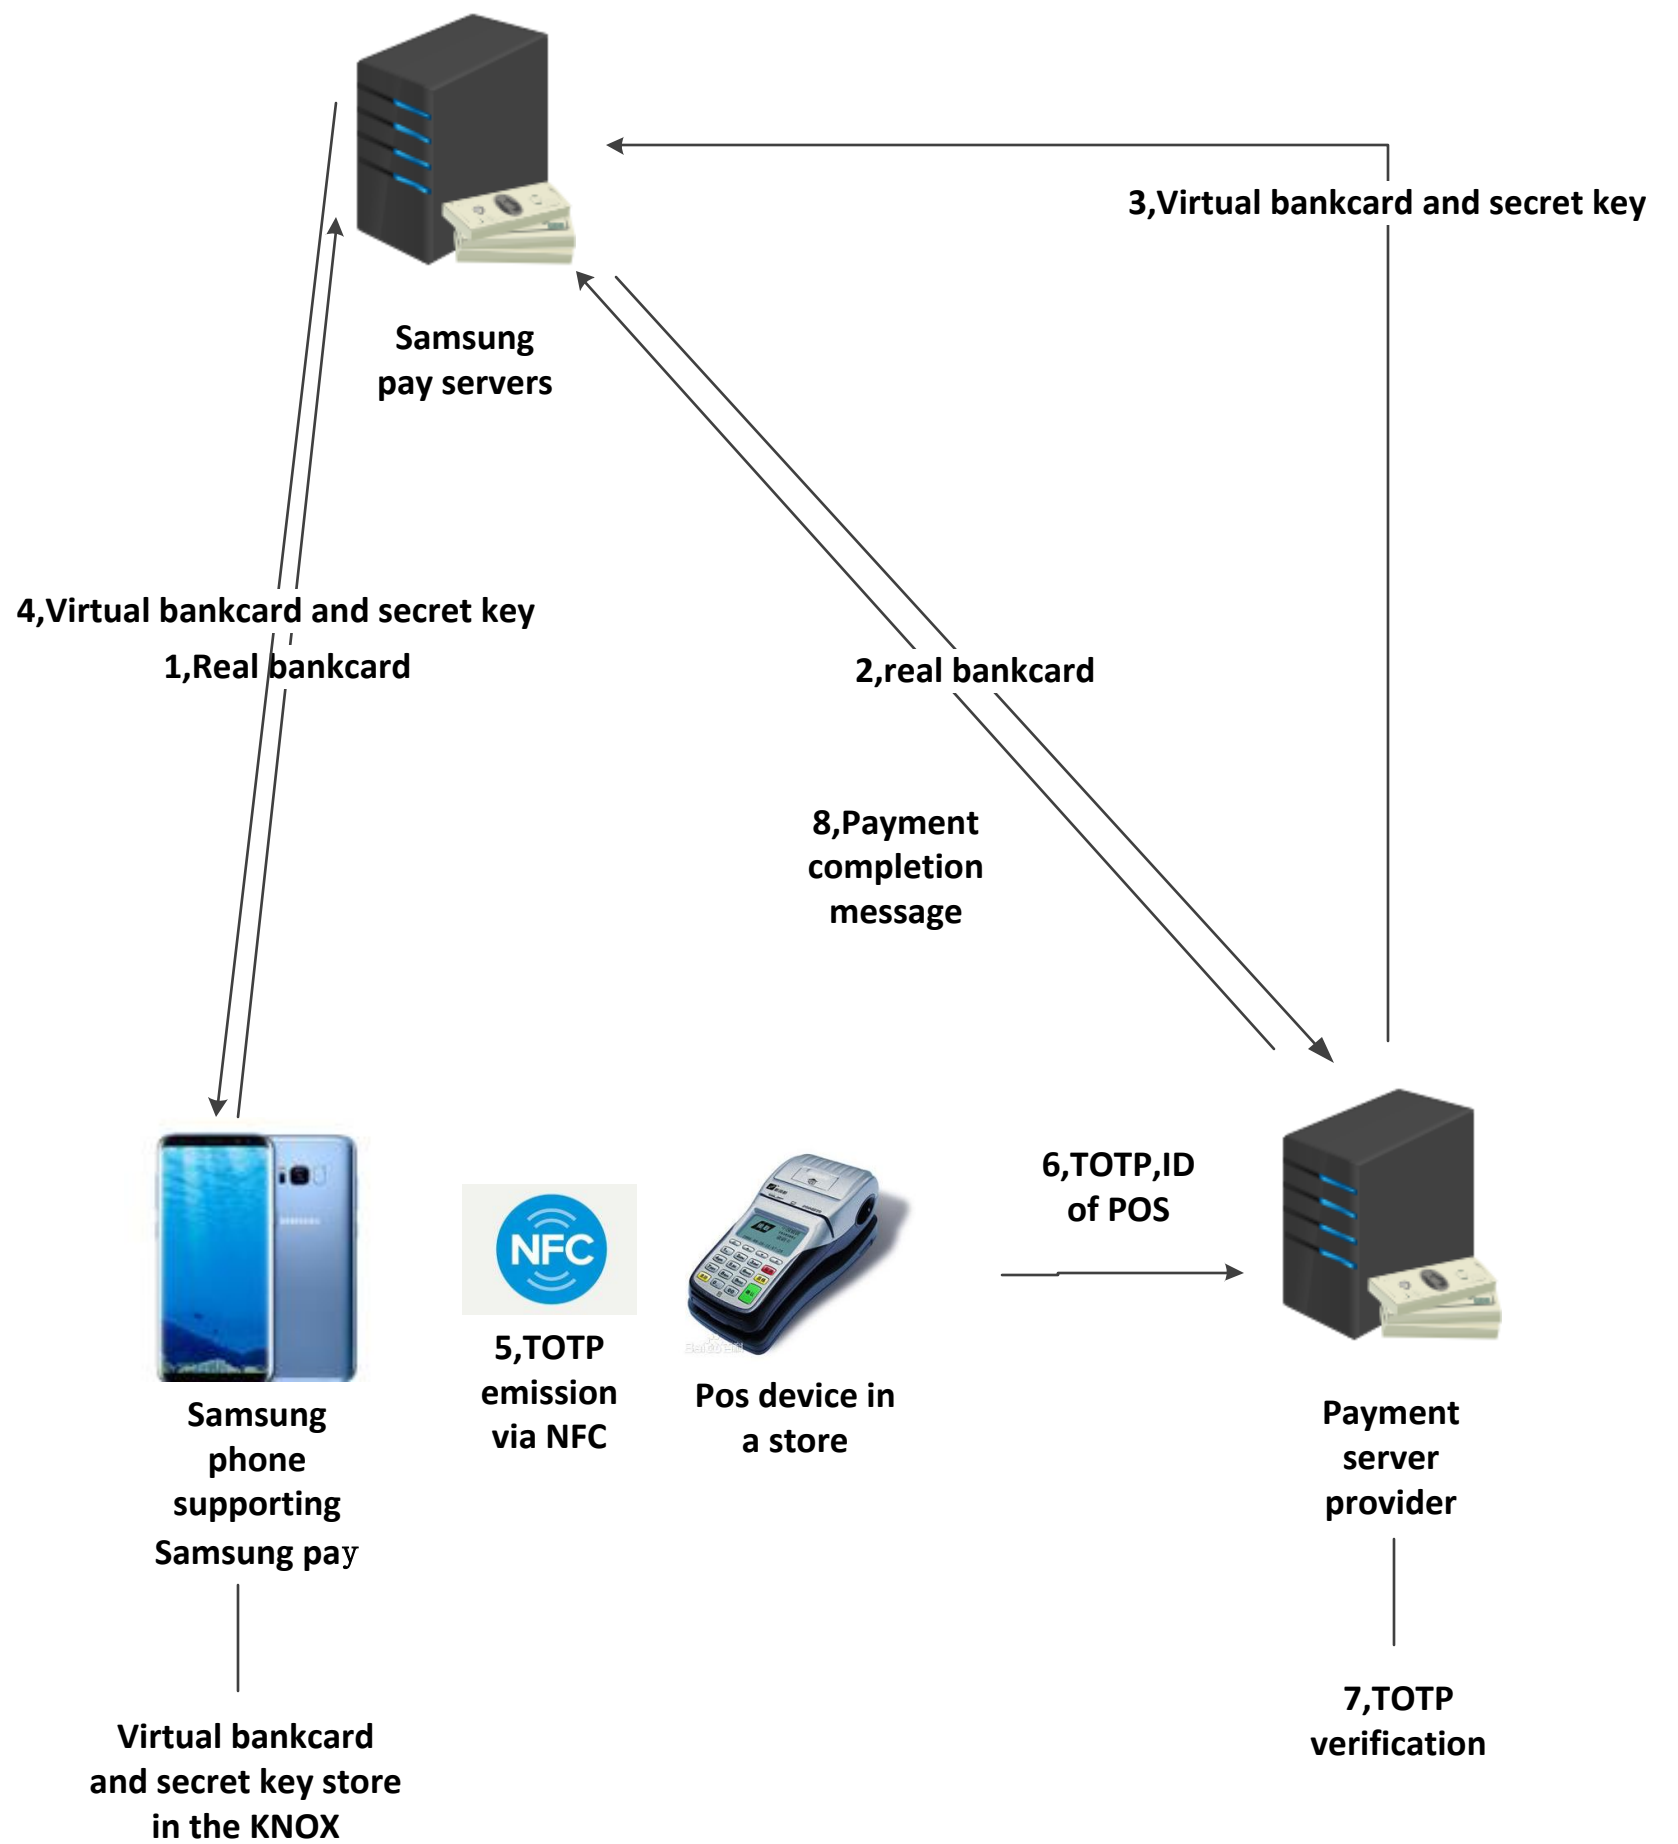 3,Virtual bankcard and secret key
Samsung
pay servers
4,Virtual bankcard and secret key
1,Real bankcard
2,real bankcard
8,Payment
completion
message
6,TOTP,ID
of POS
SAMSUNG
NFC
5,TOTP
emission
via NFC
Pos device in
a store
Samsung
phone
supporting
Samsung pay
Payment
server
provider
Virtual bankcard
and secret key store
in the KNOX
7,TOTP
verification